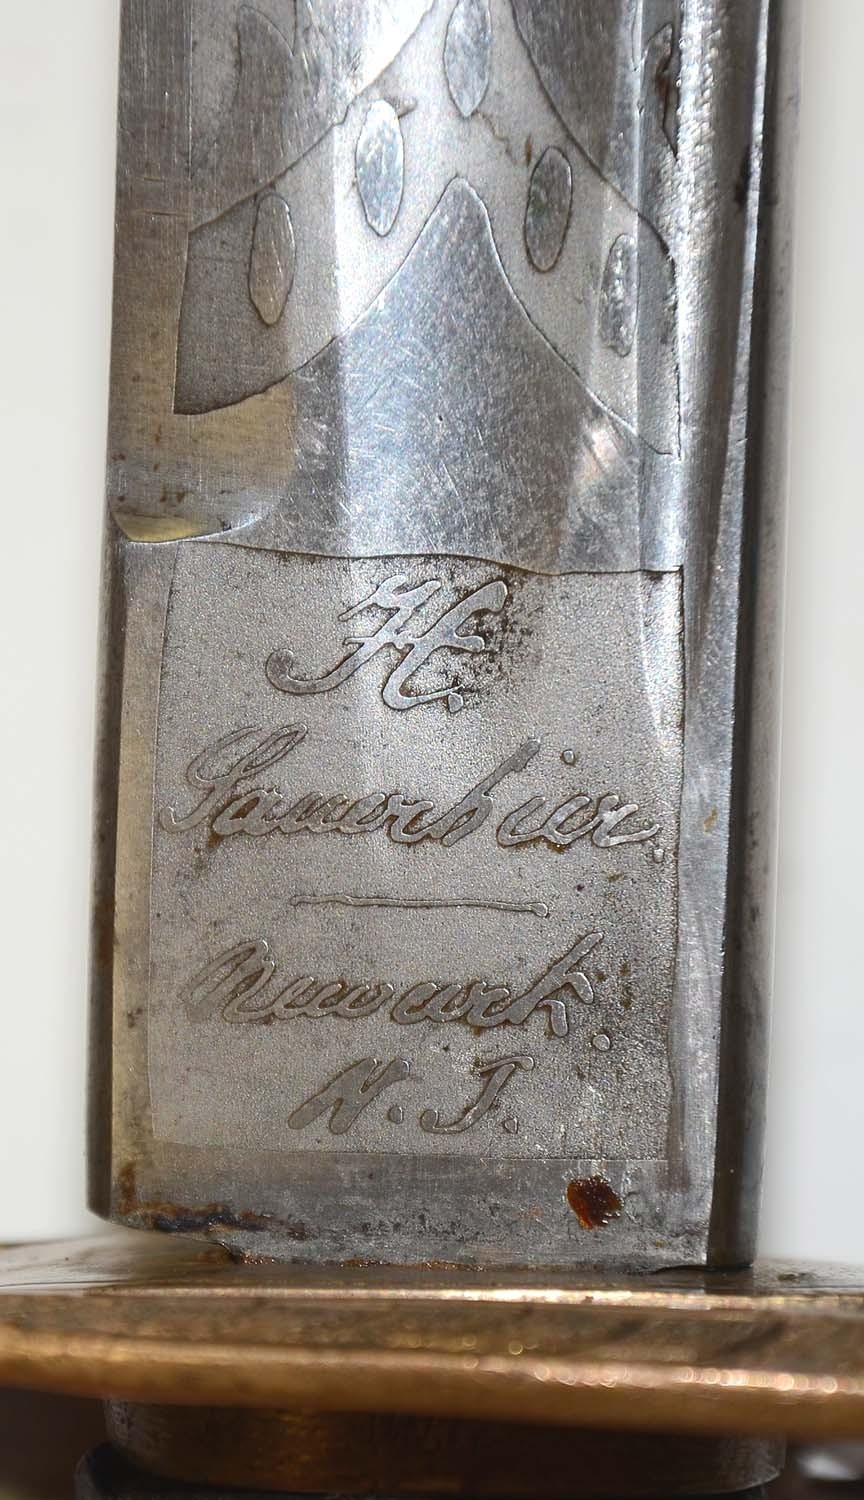 H.
Sauerbier.
Newark.
N. J.